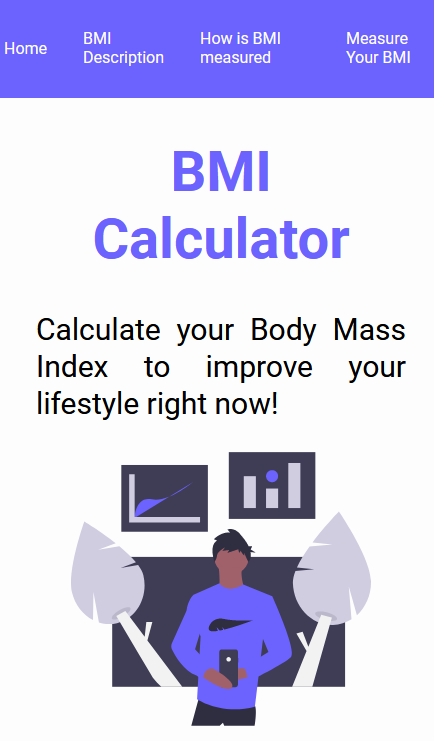 Home
BMI
Description
How is BMI
measured
Measure
Your BMI
BMI
Calculator
Calculate your Body Mass
Index to improve your
lifestyle right now!